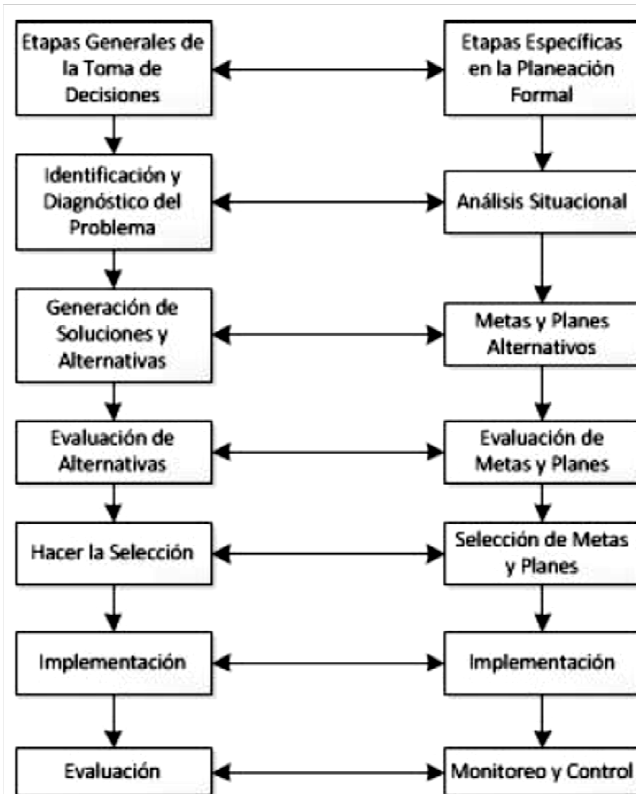 Etapas Generales de
la Toma de
Decisiones
Etapas Específicas
en la Planeación
Formal
Identificación y
Diagnóstico del
Problema
Análisis Situacional
Generación de
Soluciones y
Alternativas
Metas y Planes
Alternativos
Evaluación de
Alternativas
Evaluación de
Metas y Planes
Hacer la Selección
Selección de Metas
y Planes
Implementación
Implementación
Evaluación
Monitoreo y Control